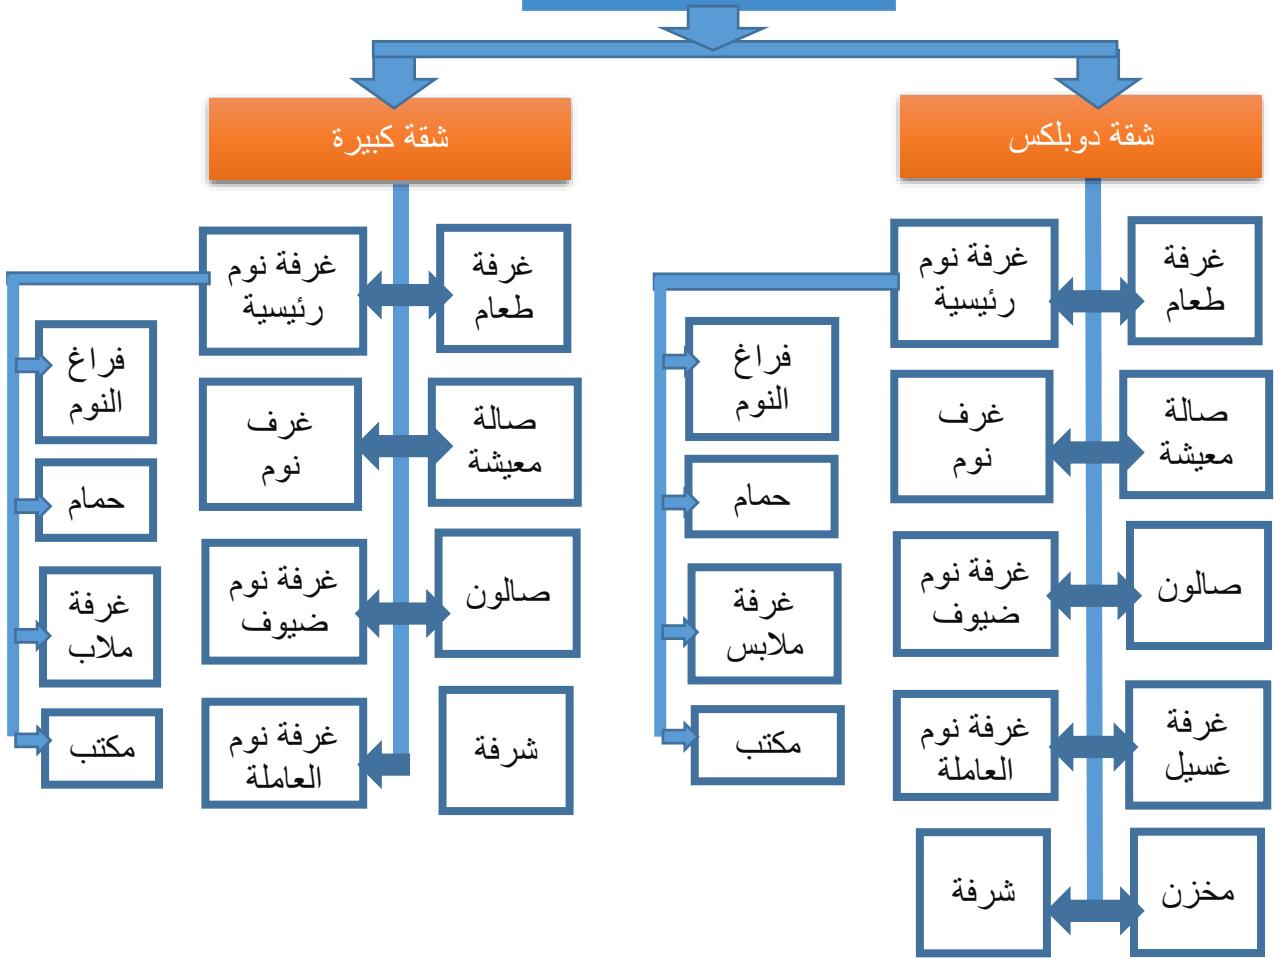 شقة دوبلكس
غرفة
طعام
غرفة نوم
رئيسية
صالة
معيشة
غرف
نوم
صالون
غرفة نوم
ضيوف
غرفة
غسيل
غرفة نوم
العاملة
مخزن
شرفة
فراغ
النوم
حمام
غرفة
ملابس
مكتب
شقة كبيرة
غرفة
طعام
غرفة نوم
رئيسية
صالة
معيشة
غرف
نوم
صالون
غرفة نوم
ضيوف
شرفة
غرفة نوم
العاملة
فراغ
النوم
حمام
غرفة
ملاب
مكتب